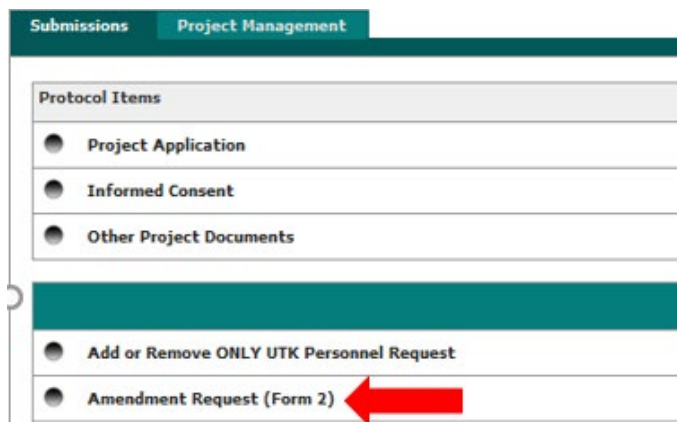 Submissions Project Management
Protocol Items
Project Application
Informed Consent
Other Project Documents
Add or Remove ONLY UTK Personnel Request
Amendment Request (Form 2)